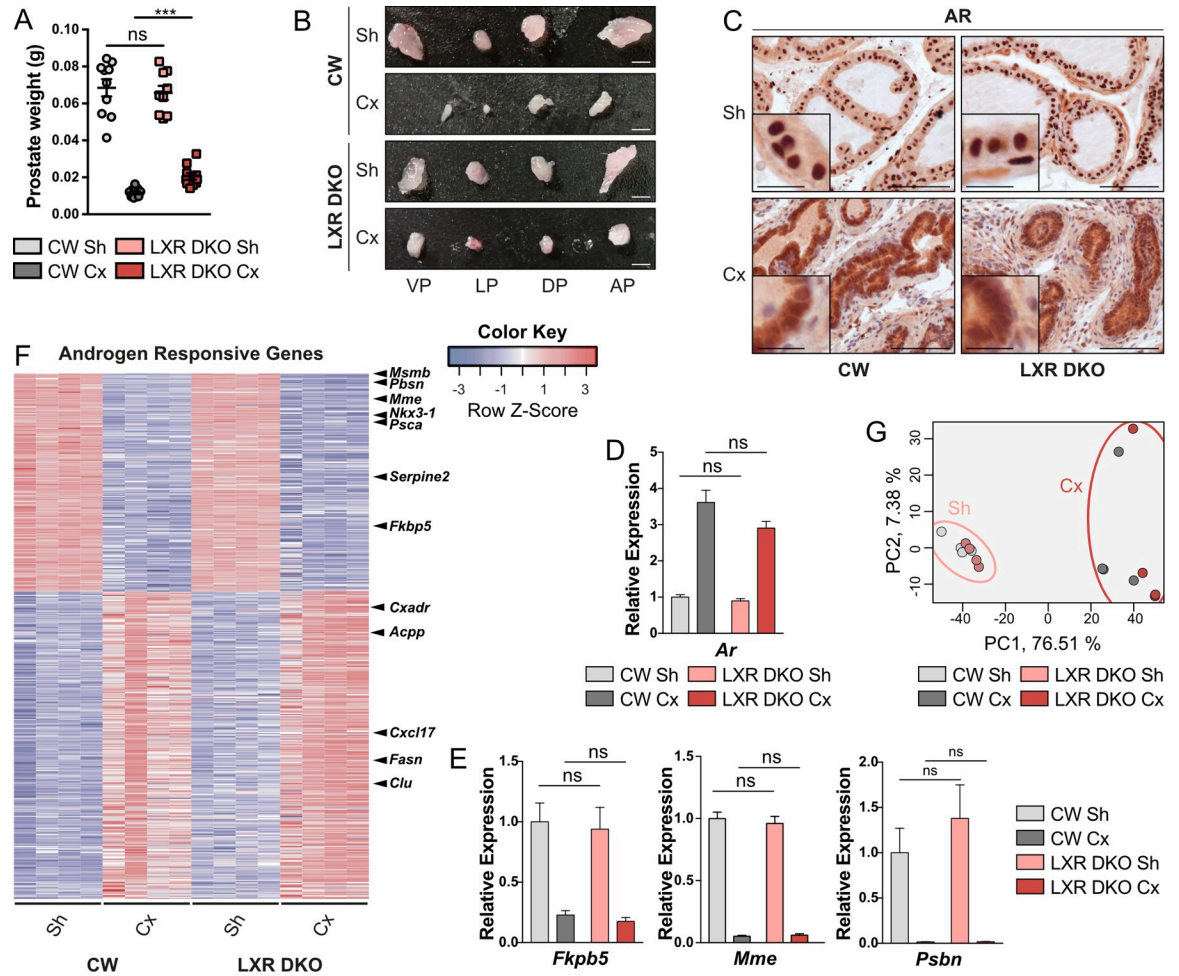 A
***
ns
Prostate weight (g)
0.10
0.08
0.06
0.04
0.02
0.00
CW Sh
LXR DKO Sh
CW Cx
LXR DKO Cx
B
CW
Sh
Cx
LXR DKO
Sh
Cx
VP
LP
DP
AP
C
AR
Sh
Cx
CW
LXR DKO
F
Androgen Responsive Genes
Color Key
-3
-1
1
3
Row Z-Score
Msmb
Pbsn
Mme
Nkx3-1
Psca
Serpine2
Fkbp5
Cxadr
Acpp
Cxcl17
Fasn
Clu
Sh
Cx
Sh
Cx
CW
LXR DKO
D
ns
ns
Relative Expression
5
4
3
2
1
0
Ar
CW Sh
LXR DKO Sh
CW Cx
LXR DKO Cx
G
PC2, 7.38 %
30
20
10
0
-10
Sh
Cx
-40
-20
0
20
40
PC1, 76.51 %
CW Sh
LXR DKO Sh
CW Cx
LXR DKO Cx
E
Relative Expression
1.5
1.0
0.5
0.0
ns
ns
Fkpb5
Relative Expression
1.5
1.0
0.5
0.0
ns
ns
Mme
Relative Expression
2.0
1.5
1.0
0.5
0.0
ns
ns
Psbn
CW Sh
CW Cx
LXR DKO Sh
LXR DKO Cx